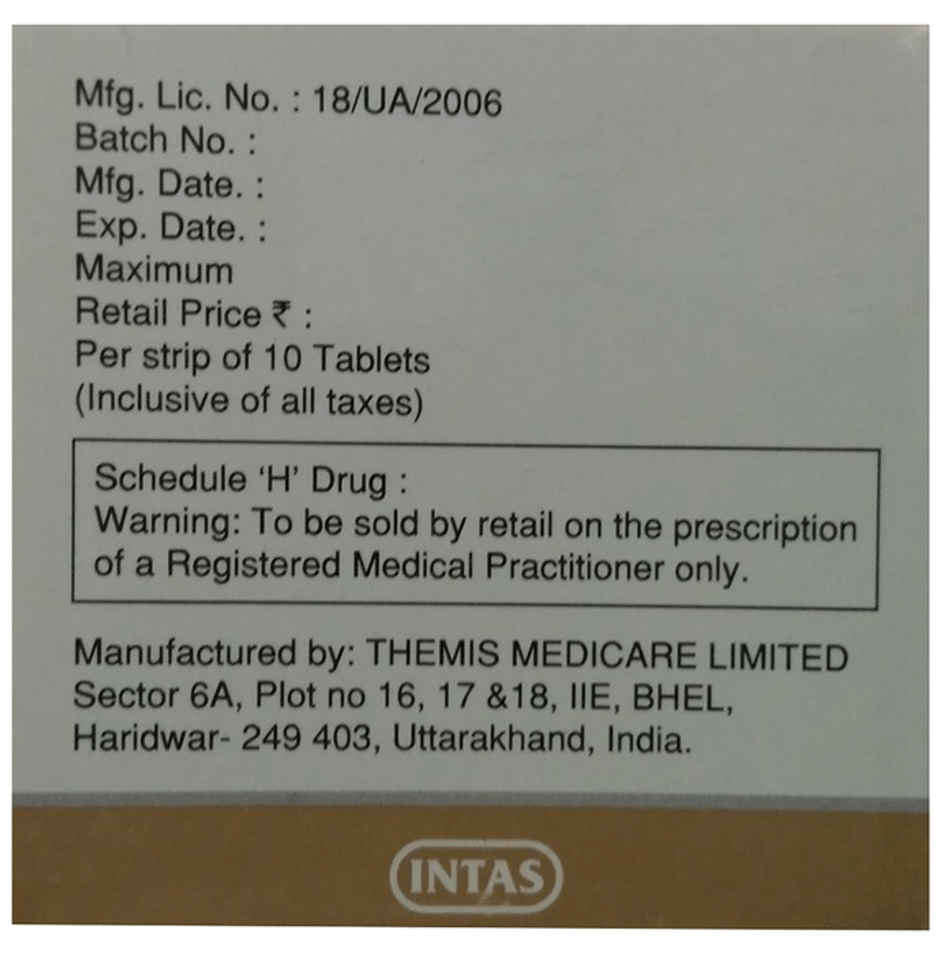 Mfg. Lic. No. : 18/UA/2006
Batch No. :
Mfg. Date. :
Exp. Date. :
Maximum
Retail Price ₹ :
Per strip of 10 Tablets
(Inclusive of all taxes)
Schedule ‘H’ Drug :
Warning: To be sold by retail on the prescription
of a Registered Medical Practitioner only.
Manufactured by: THEMIS MEDICARE LIMITED
Sector 6A, Plot no 16, 17 &18, IIE, BHEL,
Haridwar- 249 403, Uttarakhand, India.
INTAS